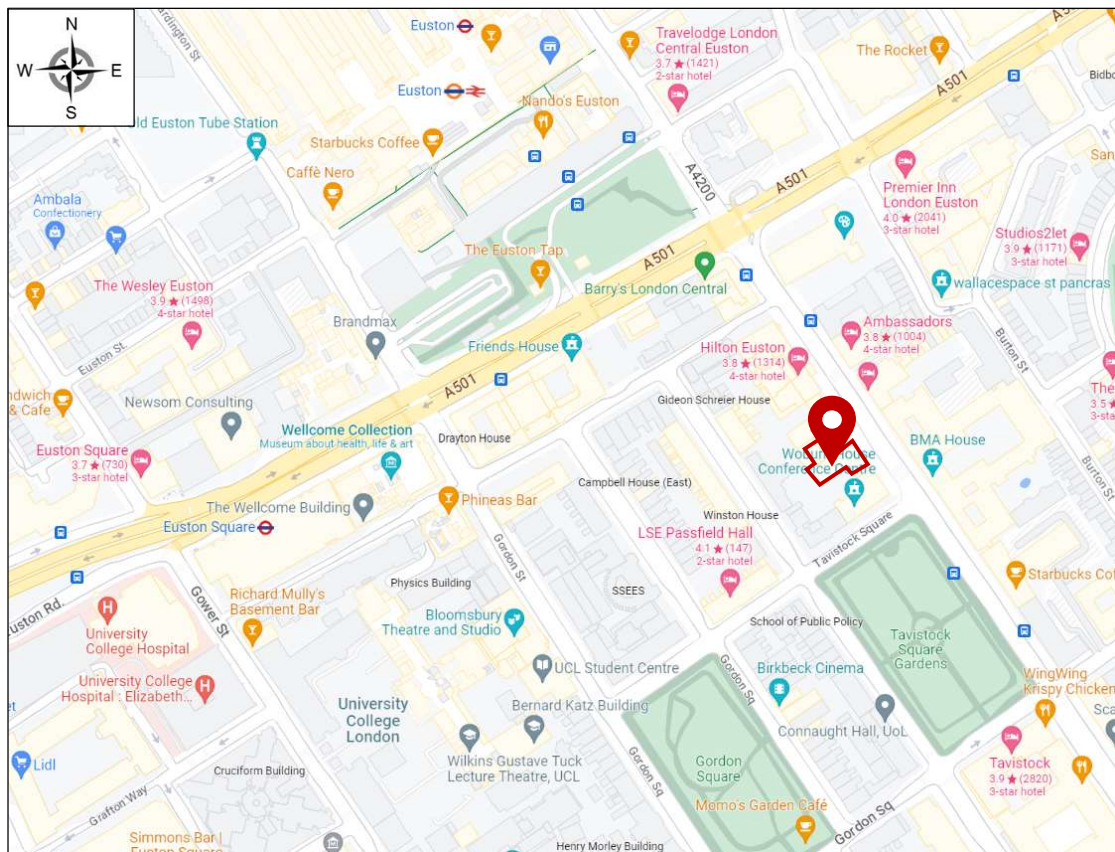 N
W E
S
Euston
Euston
Travelodge London
Central Euston
3.7 ★ (1421)
2-star hotel
The Rocket
A501
A501
A501
A501
A4200
Nando's Euston
Starbucks Coffee
Caffè Nero
Euston Tube Station
Ambala
Confectionery
The Wesley Euston
3.9 ★ (1498)
4-star hotel
Euston St.
Brandmax
The Euston Tap
Barry's London Central
Premier Inn
London Euston
4.0 ★ (2041)
3-star hotel
Studios2let
3.9 ★ (1171)
3-star hotel
wallacespace st pancras
Friends House
Hilton Euston
3.8 ★ (1314)
4-star hotel
Ambassadors
3.8 ★ (1004)
4-star hotel
Burton St
Burton St
Gideon Schreier House
& Cafe
Newsom Consulting
Wellcome Collection
Museum about health, life & art
Drayton House
Euston Square
3.7 ★ (730)
3-star hotel
BMA House
Woburn House
Conference Centre
Campbell House (East)
The Wellcome Building
Phineas Bar
Euston Square
Winston House
Tavistock Square
LSE Passfield Hall
4.1 ★ (147)
2-star hotel
Gordon St
Physics Building
SSEES
Euston Rd.
Gower St
Richard Mully's
Basement Bar
Bloomsbury
Theatre and Studio
School of Public Policy
Tavistock
Square
Gardens
University
College Hospital
UCL Student Centre
Gordon Sq
Birkbeck Cinema
University College
Hospital : Elizabeth...
University
College
London
Bernard Katz Building
Connaught Hall, UoL
WingWing
Krispy Chicken
Wilkins Gustave Tuck
Lecture Theatre, UCL
Gordon
Square
Gordon Sq
Tavistock
3.9 ★ (2820)
3-star hotel
Lidl
Cruciform Building
Grafton Way
Momo's Garden Café
Gordon Sq
Simmons Bar |
Henry Morley Building